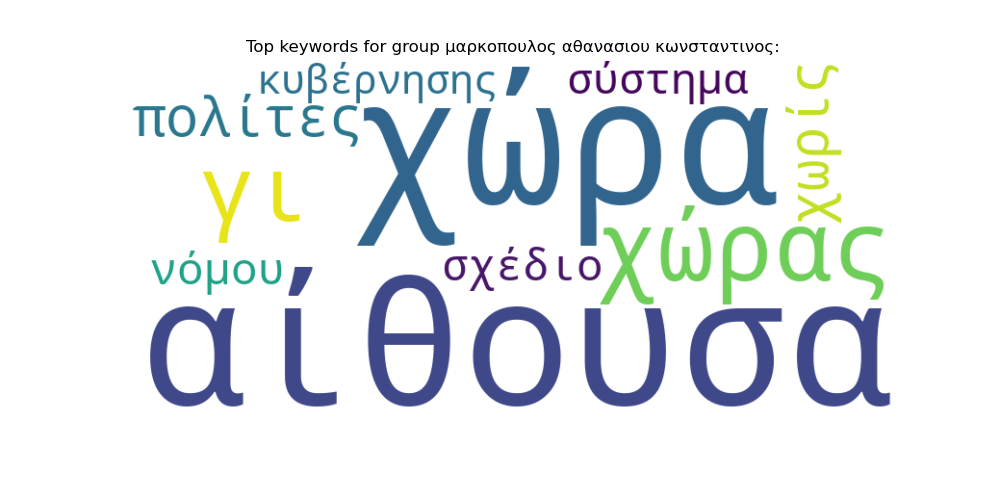 Top keywords for group μαρκοπουλος αθανασιου κωνσταντινος:
κυβέρνησης
σύστημα
πολίτες
χώρα
χωρίς
γι
χώρας
νόμου
σχέδιο
αίθουσα